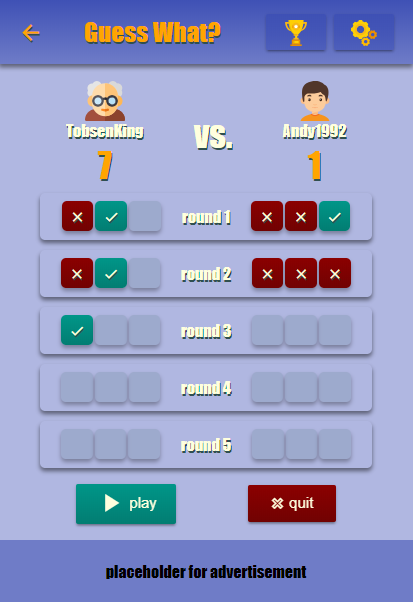 Guess What?
TobsenKing
vs.
Andy1992
7
1
round 1
round 2
round 3
round 4
round 5
play
quit
placeholder for advertisement